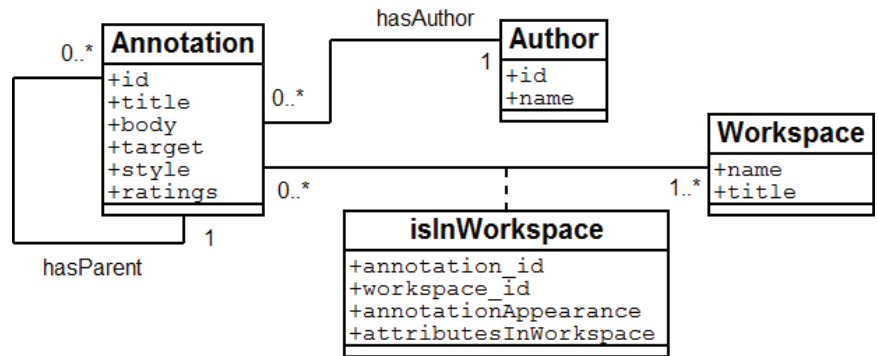 hasAuthor
Annotation
0..*
+id
+title
+body
+target
+style
+ratings
0..*
1
Author
+id
+name
Workspace
+name
+title
0..*
1..*
1
hasParent
isInWorkspace
+annotation_id
+workspace_id
+annotationAppearance
+attributesInWorkspace